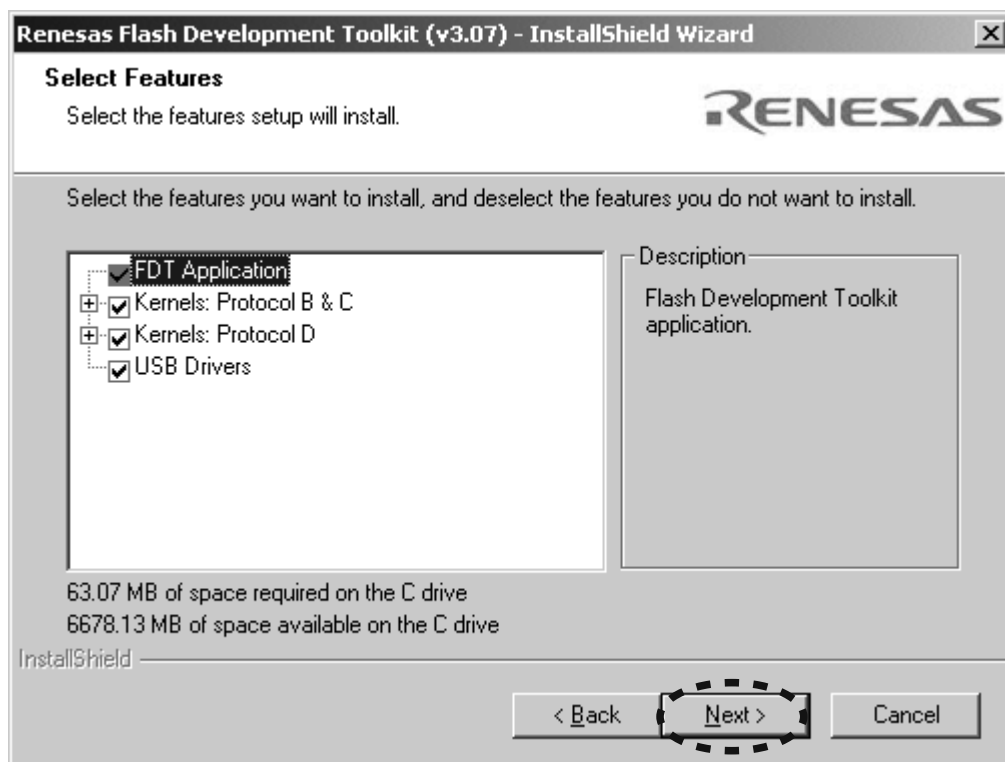 Renesas Flash Development Toolkit (v3.07) - InstallShield Wizard
Select Features
Select the features setup will install.
RENESAS
Select the features you want to install, and deselect the features you do not want to install.
FDT Application
Kernels: Protocol B & C
Kernels: Protocol D
USB Drivers
Description
Flash Development Toolkit
application.
63.07 MB of space required on the C drive
6678.13 MB of space available on the C drive
InstallShield
< Back
Next >
Cancel